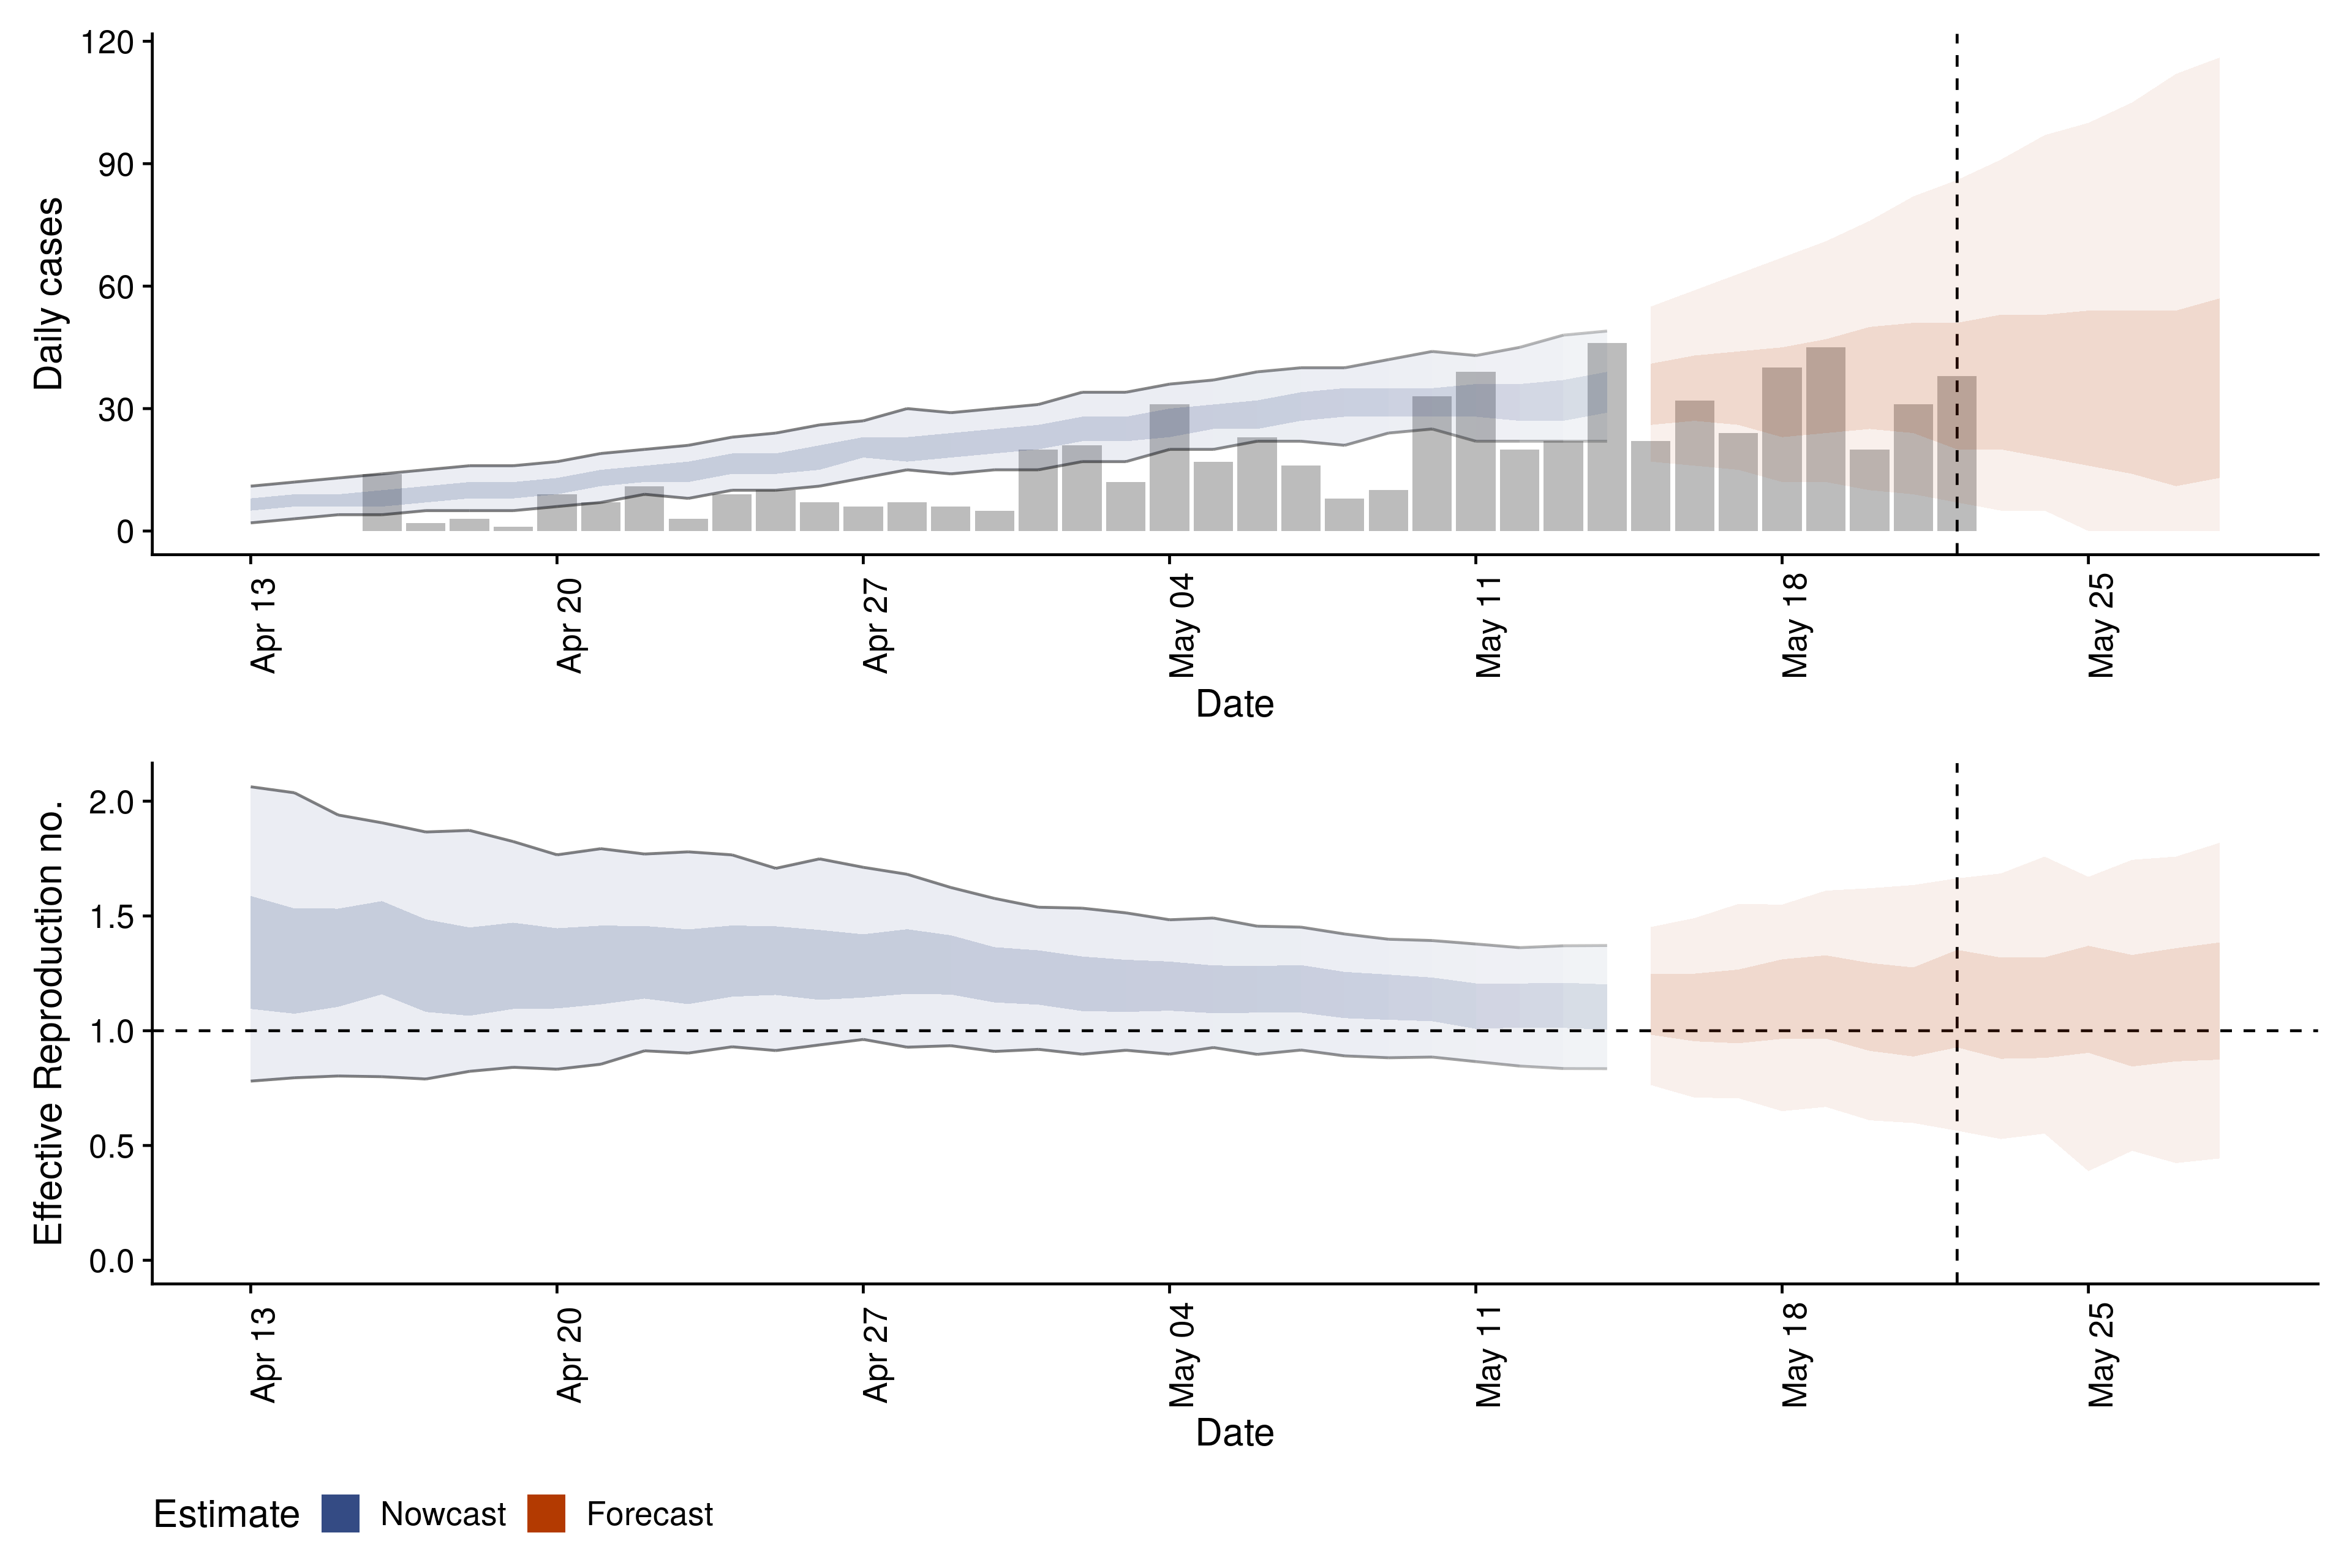 120
90
60
30
0
Daily cases
Apr 13
Apr 20
Apr 27
May 04
May 11
May 18
May 25
Date
2.0
1.5
1.0
0.5
0.0
Effective Reproduction no.
Apr 13
Apr 20
Apr 27
May 04
May 11
May 18
May 25
Date
Estimate Nowcast Forecast